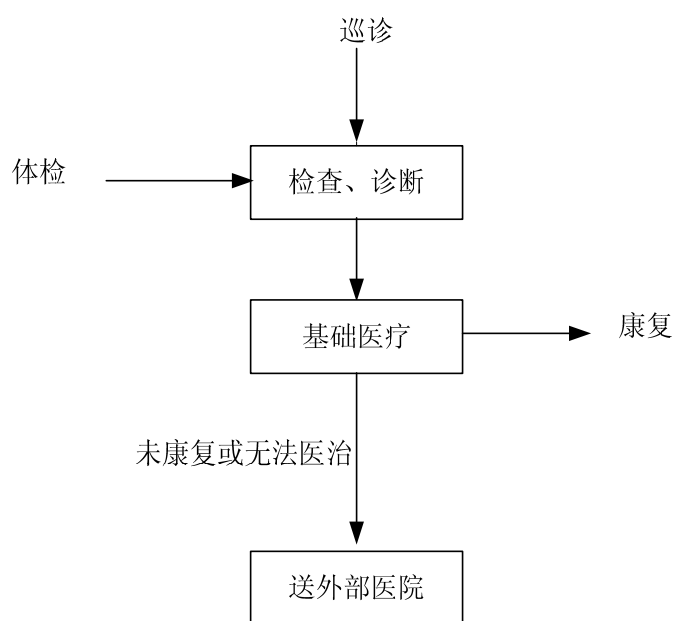 巡诊
体检
检查、诊断
基础医疗
康复
未康复或无法医治
送外部医院